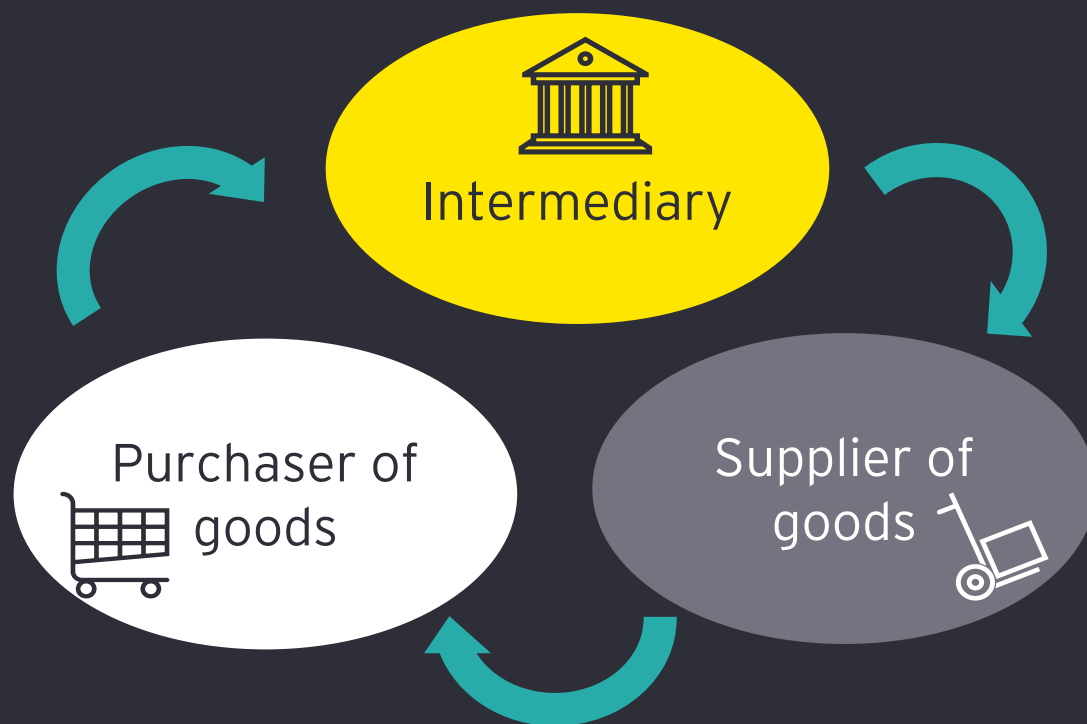 Intermediary
Purchaser of
goods
Supplier of
goods